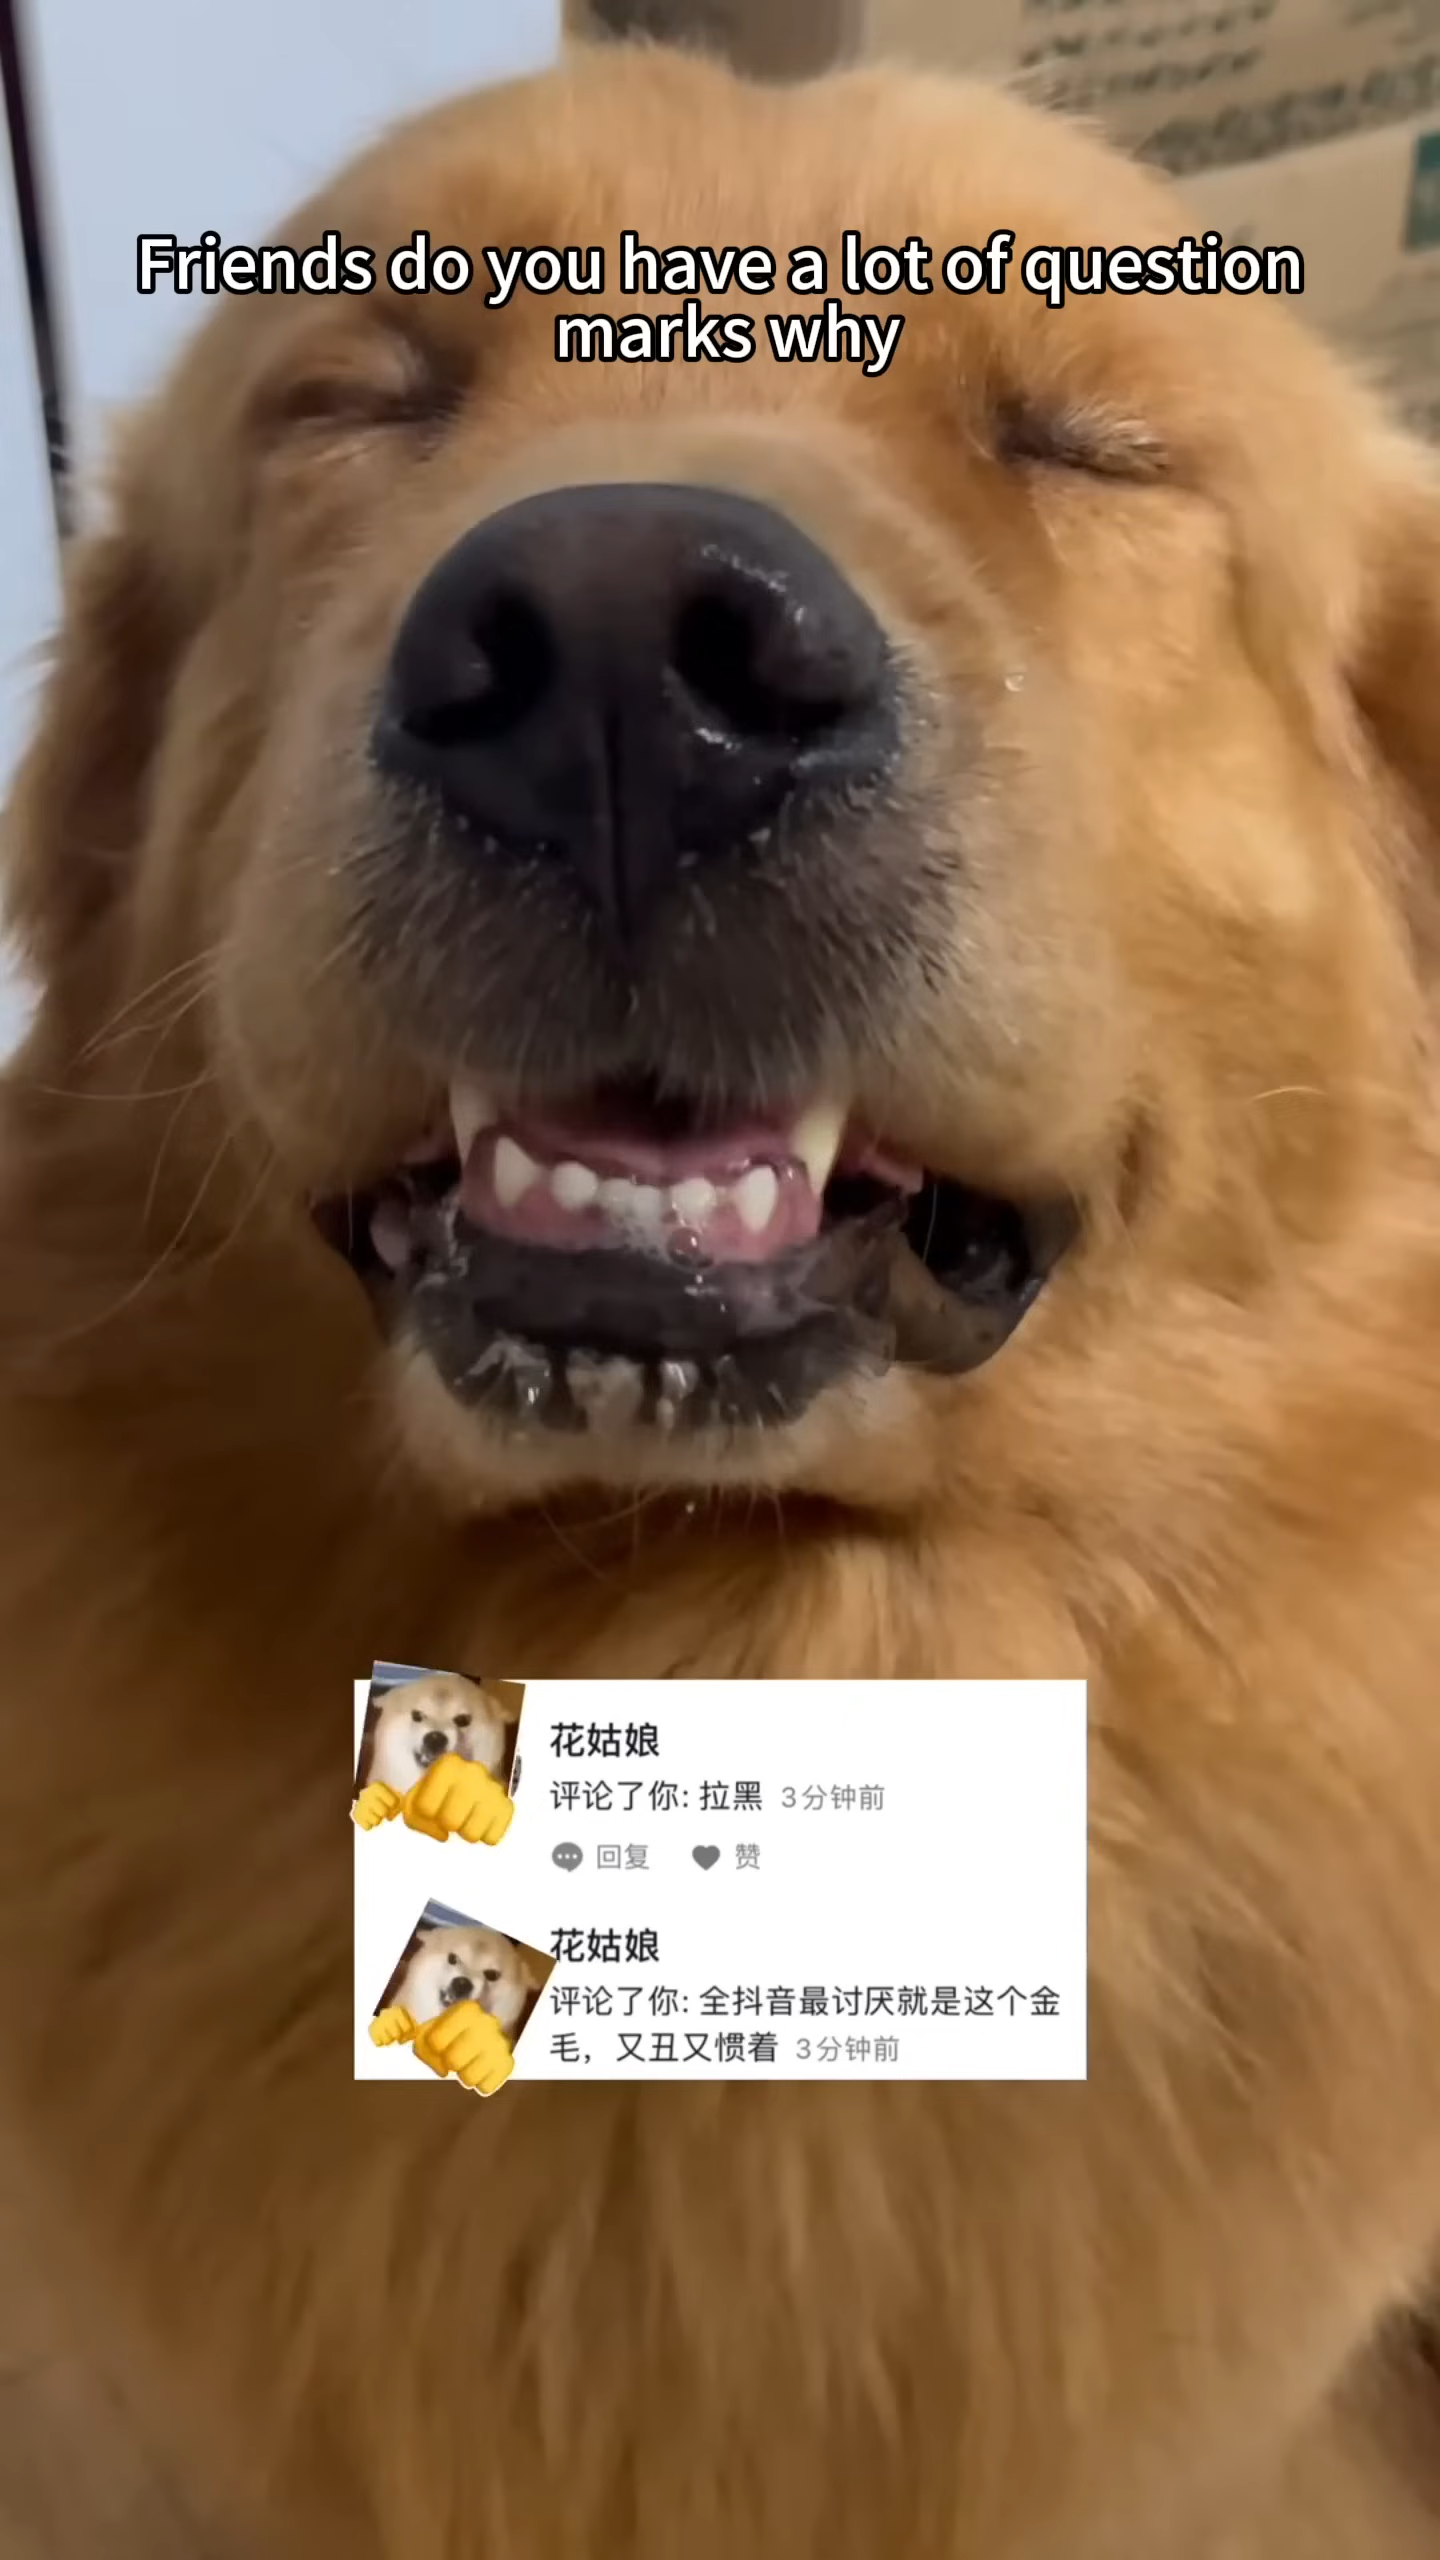 Friends do you have a lot of question
marks why
花姑娘
评论了你: 拉黑 3分钟前
回复 赞
花姑娘
评论了你: 全抖音最讨厌就是这个金
毛，又丑又惯着 3分钟前